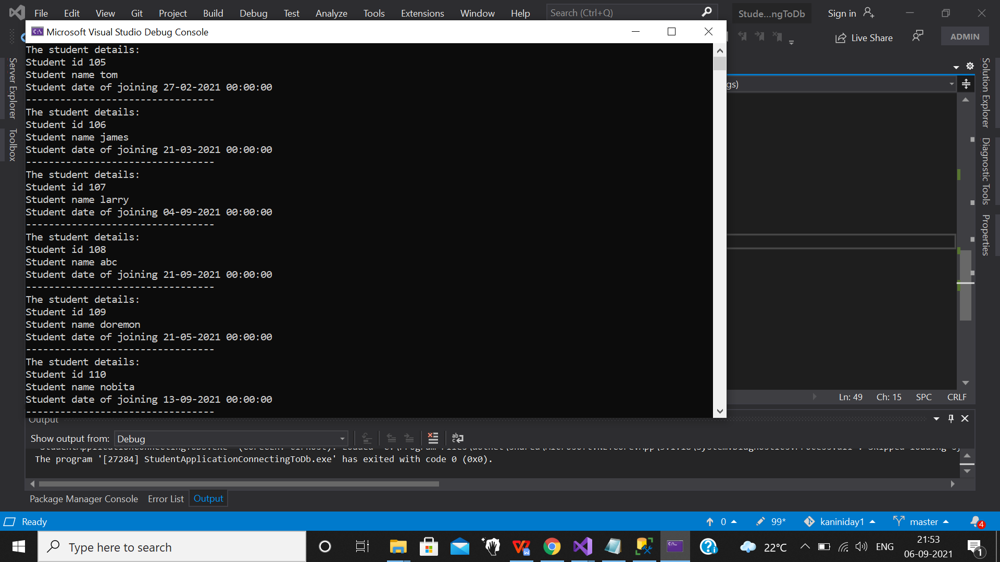 File Edit View Git Project Build Debug Test Analyze Tools Extensions Window Help Search (Ctrl+Q) Stude...ngToDb Sign in
Microsoft Visual Studio Debug Console
Live Share ADMIN
Server Explorer
Toolbox
The student details:
Student id 105
Student name tom
Student date of joining 27-02-2021 00:00:00
---------------------------------
The student details:
Student id 106
Student name james
Student date of joining 21-03-2021 00:00:00
---------------------------------
The student details:
Student id 107
Student name larry
Student date of joining 04-09-2021 00:00:00
---------------------------------
The student details:
Student id 108
Student name abc
Student date of joining 21-09-2021 00:00:00
---------------------------------
The student details:
Student id 109
Student name doremon
Student date of joining 21-05-2021 00:00:00
---------------------------------
The student details:
Student id 110
Student name nobita
Student date of joining 13-09-2021 00:00:00
---------------------------------
gs)
Solution Explorer
Diagnostic Tools
Properties
Ln: 49 Ch: 15 SPC CRLF
Output
Show output from: Debug
The program '[27284] StudentApplicationConnectingToDb.exe' has exited with code 0 (0x0).
Package Manager Console Error List Output
Ready 0 99* kaniniday1 master 4
Type here to search 22°C ENG 21:53
06-09-2021 1